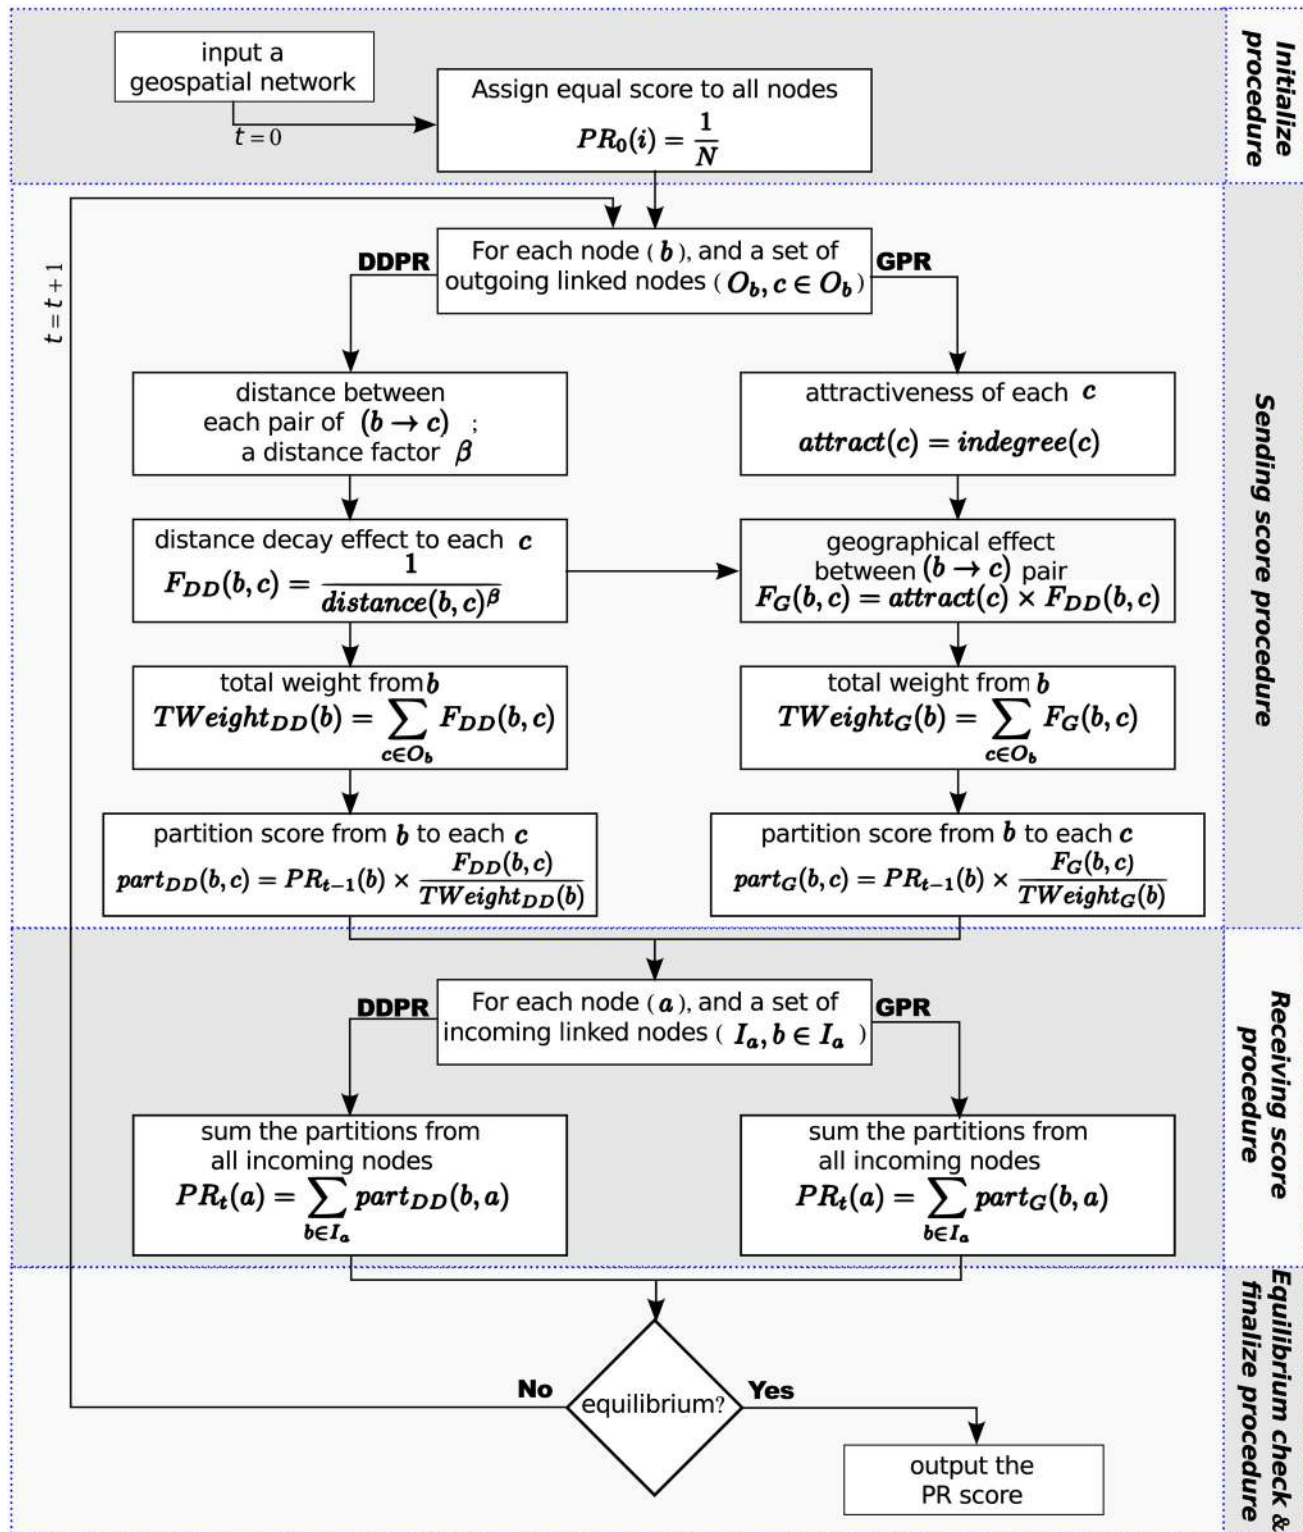 input a
geospatial network
t = 0
Assign equal score to all nodes
PR₀(i) = 1/N
Initialize
procedure
t = t + 1
For each node (b), and a set of
outgoing linked nodes (O_b, c ∈ O_b)
DDPR
GPR
distance between
each pair of (b → c) ;
a distance factor β
attractiveness of each c
attract(c) = indegree(c)
distance decay effect to each c
F_DD(b, c) = 1/distance(b, c)^β
geographical effect
between (b → c) pair
F_G(b, c) = attract(c) × F_DD(b, c)
total weight from b
TWeight_DD(b) = ∑_{c∈O_b} F_DD(b, c)
total weight from b
TWeight_G(b) = ∑_{c∈O_b} F_G(b, c)
partition score from b to each c
part_DD(b, c) = PR_{t−1}(b) × F_DD(b, c)/TWeight_DD(b)
partition score from b to each c
part_G(b, c) = PR_{t−1}(b) × F_G(b, c)/TWeight_G(b)
Sending score procedure
For each node (a), and a set of
incoming linked nodes ( I_a, b ∈ I_a )
DDPR
GPR
sum the partitions from
all incoming nodes
PR_t(a) = ∑_{b∈I_a} part_DD(b, a)
sum the partitions from
all incoming nodes
PR_t(a) = ∑_{b∈I_a} part_G(b, a)
Receiving score
procedure
equilibrium?
No
Yes
output the
PR score
Equilibrium check &
finalize procedure